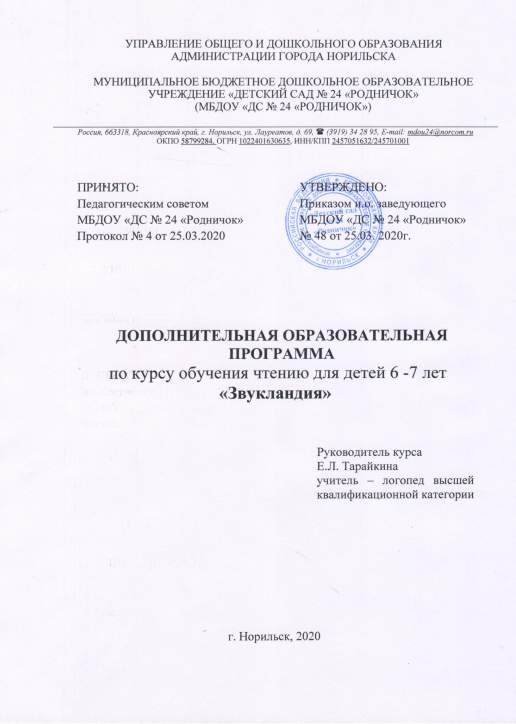 УПРАВЛЕНИЕ ОБЩЕГО И ДОШКОЛЬНОГО ОБРАЗОВАНИЯ
АДМИНИСТРАЦИИ ГОРОДА НОРИЛЬСКА
МУНИЦИПАЛЬНОЕ БЮДЖЕТНОЕ ДОШКОЛЬНОЕ ОБРАЗОВАТЕЛЬНОЕ
УЧРЕЖДЕНИЕ «ДЕТСКИЙ САД № 24 «РОДНИЧОК»
(МБДОУ «ДС № 24 «РОДНИЧОК»)
Россия, 663318, Красноярский край, г. Норильск, ул. Лауреатов, д. 69, ☎ (3919) 34 28 95, E-mail: mdou24@norcom.ru
ОКПО 58799284, ОГРН 1022401630635, ИНН/КПП 2457051632/245701001
ПРИНЯТО:
Педагогическим советом
МБДОУ «ДС № 24 «Родничок»
Протокол № 4 от 25.03.2020
УТВЕРЖДЕНО:
Приказом и.о. заведующего
МБДОУ «ДС № 24 «Родничок»
№ 48 от 25.03. 2020г.
ДОПОЛНИТЕЛЬНАЯ ОБРАЗОВАТЕЛЬНАЯ
ПРОГРАММА
по курсу обучения чтению для детей 6 -7 лет
«Звукландия»
Руководитель курса
Е.Л. Тарайкина
учитель – логопед высшей
квалификационной категории
г. Норильск, 2020